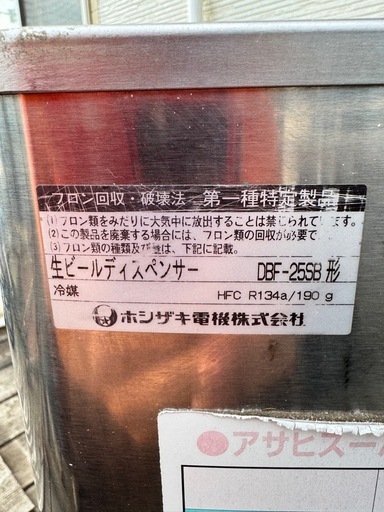 フロン回収・破壊法 第一種特定製品
(1)フロン類をみだりに大気中に放出することは禁じられています。
(2)この製品を廃棄する場合には、フロン類の回収が必要で
(3)フロン類の種類及び量は、下記に記載。
生ビールディスペンサー DBF-25SB 形
冷媒 HFC R134a/190 g
ホシザキ電機株式会社
アサヒスーパ